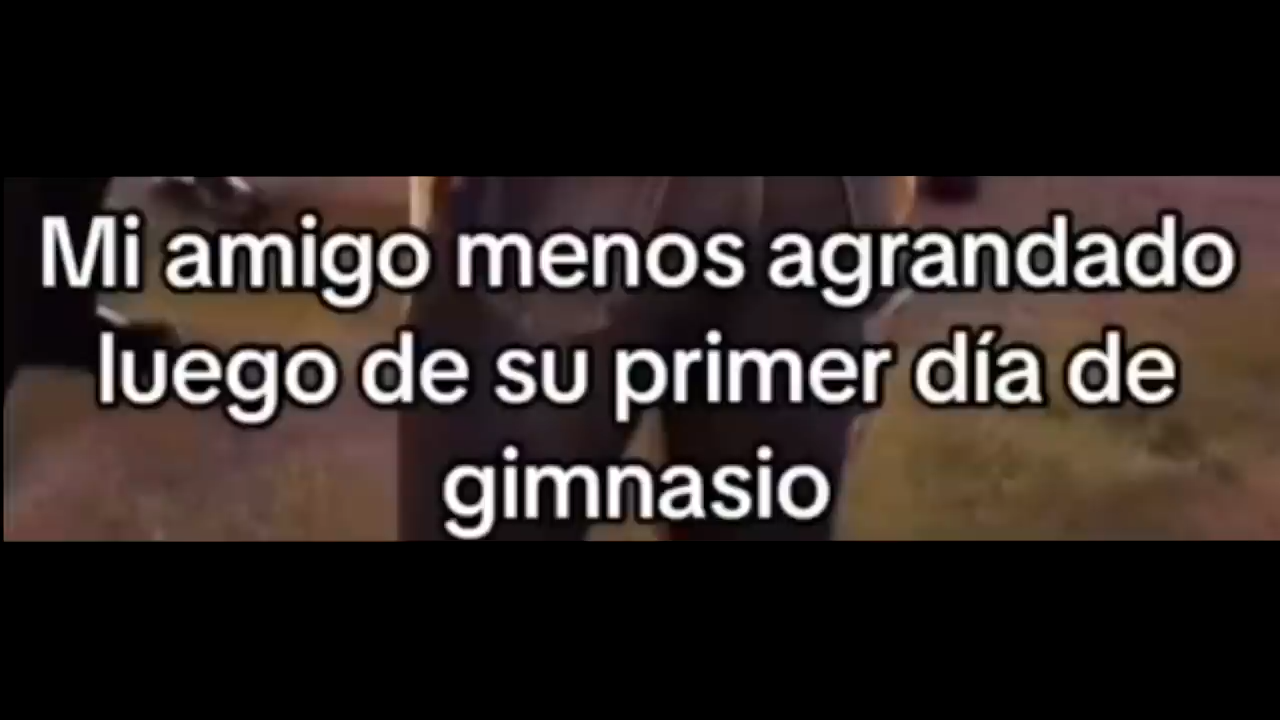 Mi amigo menos agrandado
luego de su primer día de
gimnasio